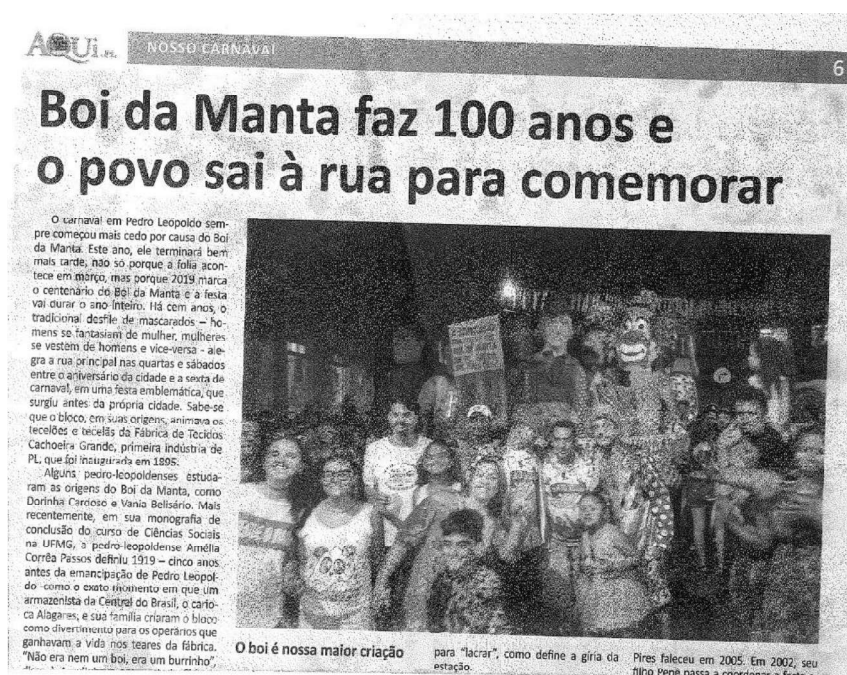 AQUi PL
NOSSO CARNAVAL
6
Boi da Manta faz 100 anos e
o povo sai à rua para comemorar
O carnaval em Pedro Leopoldo sem-
pre começou mais cedo por causa do Boi
da Manta. Este ano, ele terminará bem
mais tarde, não só porque a folia acon-
tece em março, mas porque 2019 marca
o centenário do Boi da Manta e a festa
vai durar o ano inteiro. Há cem anos, o
tradicional desfile de mascarados – ho-
mens se fantasiam de mulher, mulheres
se vestem de homens e vice-versa - ale-
gra a rua principal nas quartas e sábados
entre o aniversário da cidade e a sexta de
carnaval, em uma festa emblemática, que
surgiu antes da própria cidade. Sabe-se
que o bloco, em suas origens, animava os
tecelões e tecelãs da Fábrica de Tecidos
Cachoeira Grande, primeira indústria de
PL, que foi inaugurada em 1895.
Alguns pedro-leopoldenses estuda-
ram as origens do Boi da Manta, como
Dorinha Cardoso e Vania Belisário. Mais
recentemente, em sua monografia de
conclusão do curso de Ciências Sociais
na UFMG, a pedro-leopoldense Amélia
Corrêa Passos definiu 1919 – cinco anos
antes da emancipação de Pedro Leopol-
do -como o exato momento em que um
armazenista da Central do Brasil, o cario-
ca Alagares, e sua família criaram o bloco
como divertimento para os operários que
ganhavam a vida nos teares da fábrica.
"Não era nem um boi, era um burrinho",
O boi é nossa maior criação
para "lacrar", como define a gíria da
estação.
Pires faleceu em 2005. Em 2002, seu
filho Pepe passa a coordenar a festa e